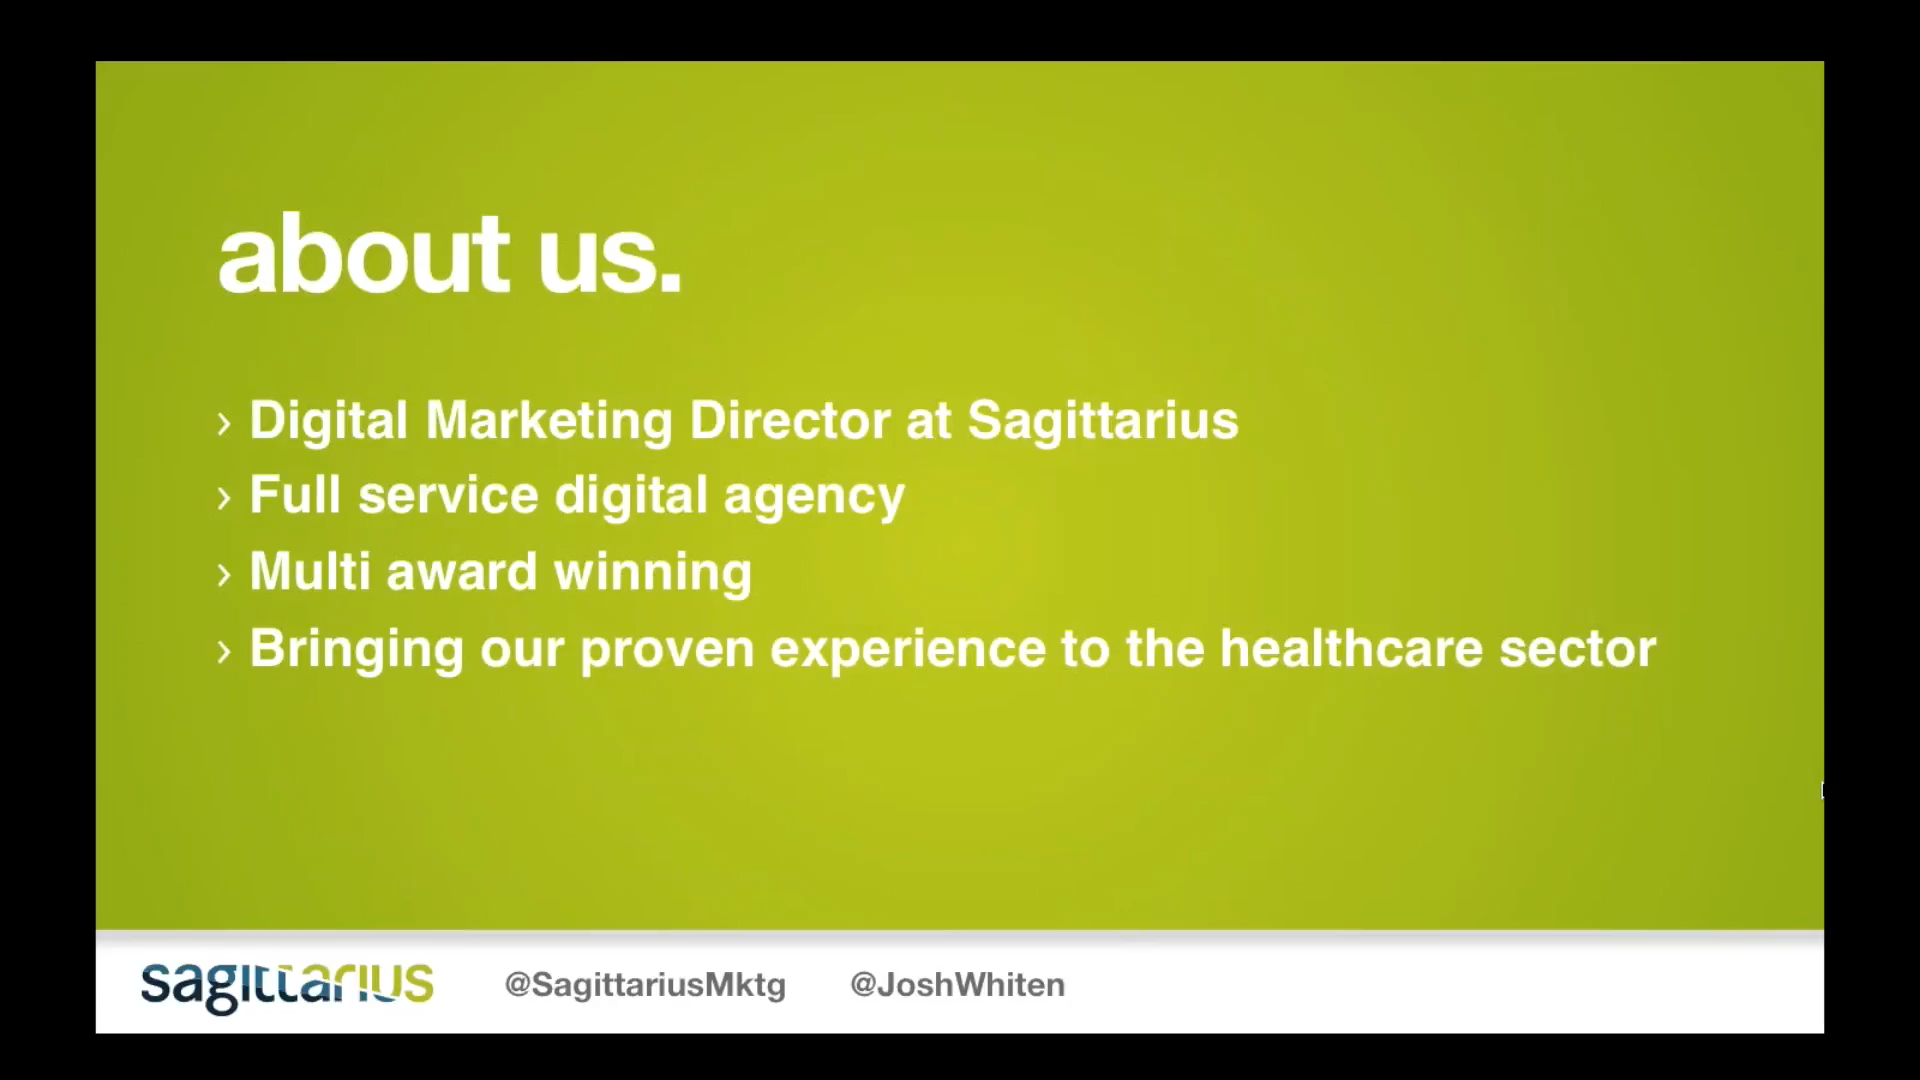 about us.
› Digital Marketing Director at Sagittarius
› Full service digital agency
› Multi award winning
› Bringing our proven experience to the healthcare sector
sagittarius @SagittariusMktg @JoshWhiten